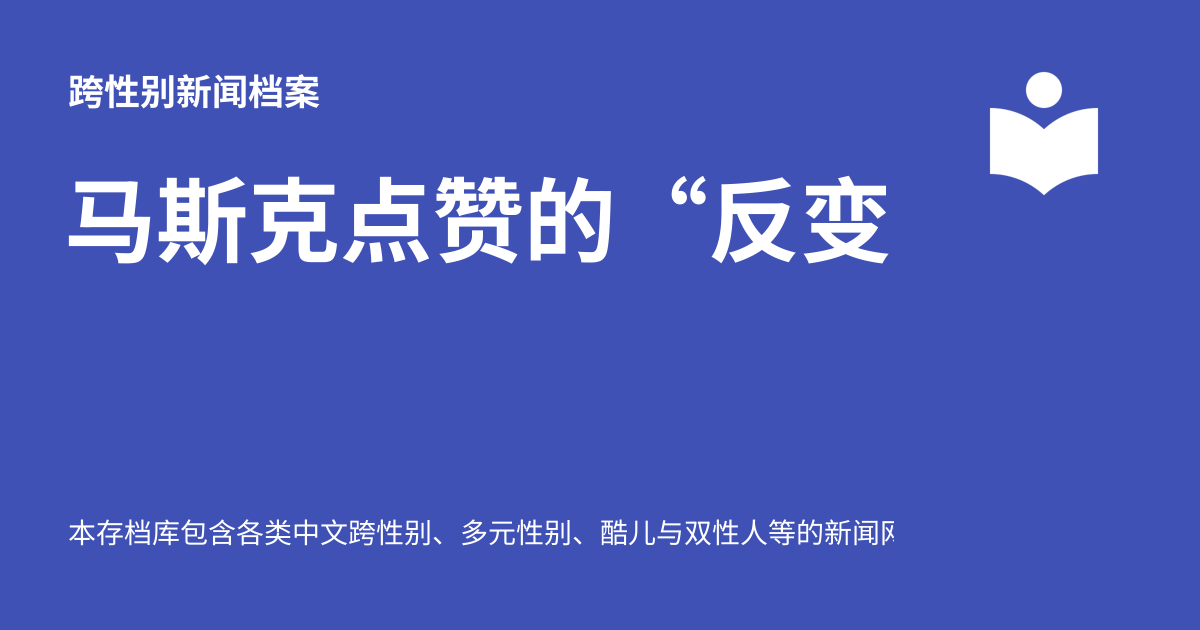 跨性别新闻档案
马斯克点赞的“反变
本存档库包含各类中文跨性别、多元性别、酷儿与双性人等的新闻